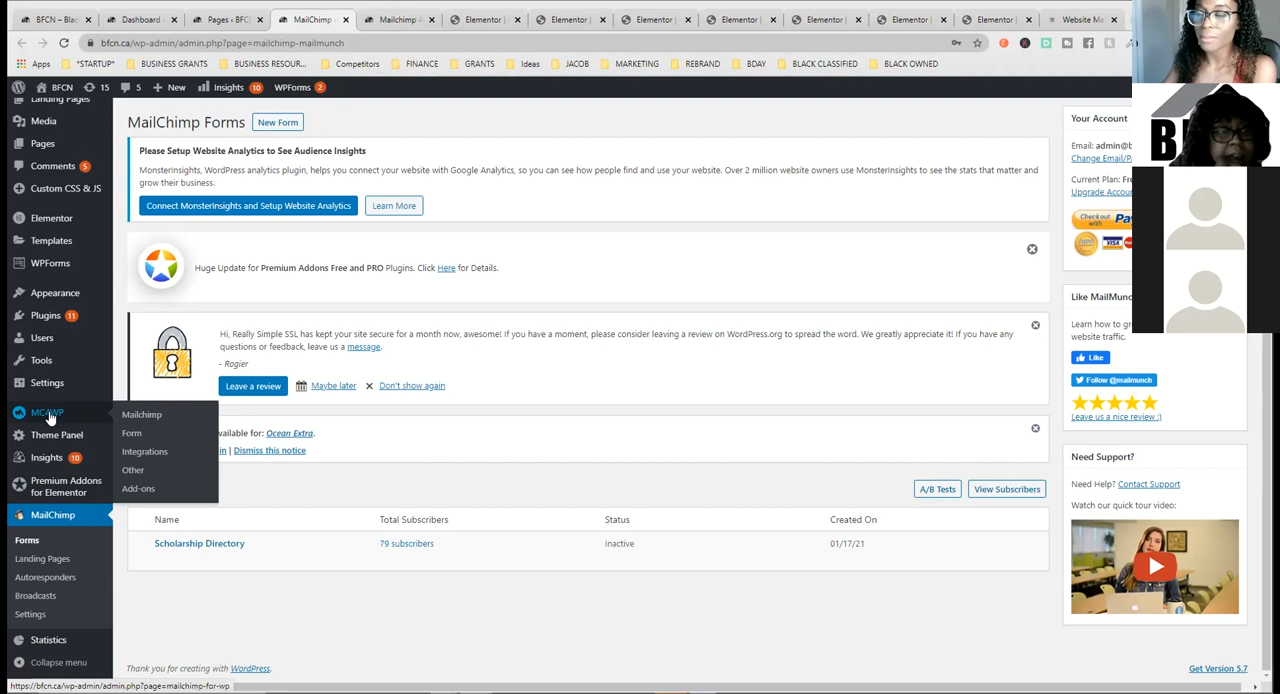 BFCN – Blac
Dashboard
Pages ‹ BFC
MailChimp
Mailchimp A
Elementor |
Elementor |
Elementor |
Elementor |
Elementor |
Elementor |
Elementor |
Website Ma
bfcn.ca/wp-admin/admin.php?page=mailchimp-mailmunch
Apps
*STARTUP*
BUSINESS GRANTS
BUSINESS RESOUR...
Competitors
FINANCE
GRANTS
Ideas
JACOB
MARKETING
REBRAND
BDAY
BLACK CLASSIFIED
BLACK OWNED
BFCN
15
5
New
Insights 10
WPForms 2
Landing Pages
Media
Pages
Comments 5
Custom CSS & JS
Elementor
Templates
WPForms
Appearance
Plugins 11
Users
Tools
Settings
MC4WP
Theme Panel
Insights 10
Premium Addons
for Elementor
MailChimp
Forms
Landing Pages
Autoresponders
Broadcasts
Settings
Statistics
Collapse menu
Mailchimp
Form
Integrations
Other
Add-ons
MailChimp Forms
New Form
Please Setup Website Analytics to See Audience Insights
MonsterInsights, WordPress analytics plugin, helps you connect your website with Google Analytics, so you can see how people find and use your website. Over 2 million website owners use MonsterInsights to see the stats that matter and
grow their business.
Connect MonsterInsights and Setup Website Analytics
Learn More
Huge Update for Premium Addons Free and PRO Plugins. Click Here for Details.
Hi, Really Simple SSL has kept your site secure for a month now, awesome! If you have a moment, please consider leaving a review on WordPress.org to spread the word. We greatly appreciate it! If you have any
questions or feedback, leave us a message.
- Rogier
Leave a review
Maybe later
Don't show again
vailable for: Ocean Extra.
in | Dismiss this notice
A/B Tests
View Subscribers
Name
Total Subscribers
Status
Created On
Scholarship Directory
79 subscribers
Inactive
01/17/21
Thank you for creating with WordPress.
Get Version 5.7
Your Account
Email: admin@b
Change Email/P
Current Plan: Fre
Upgrade Accou
Checkout
with Pay
VISA
Like MailMunc
Learn how to gr
website traffic.
Like
Follow @mailmunch
Leave us a nice review :)
Need Support?
Need Help? Contact Support
Watch our quick tour video:
B
https://bfcn.ca/wp-admin/admin.php?page=mailchimp-for-wp